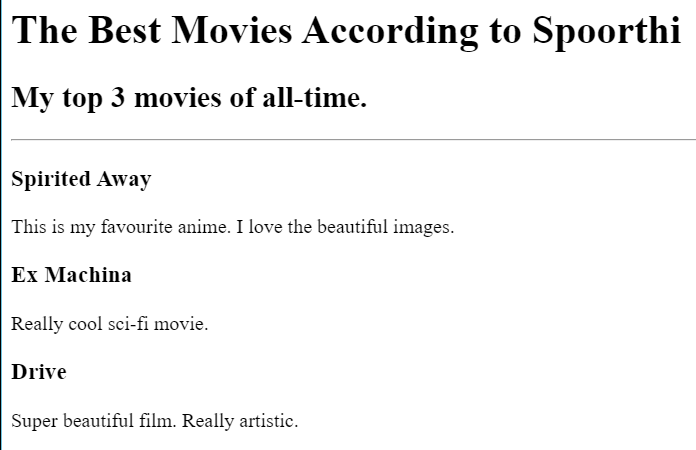 The Best Movies According to Spoorthi
My top 3 movies of all-time.
Spirited Away
This is my favourite anime. I love the beautiful images.
Ex Machina
Really cool sci-fi movie.
Drive
Super beautiful film. Really artistic.